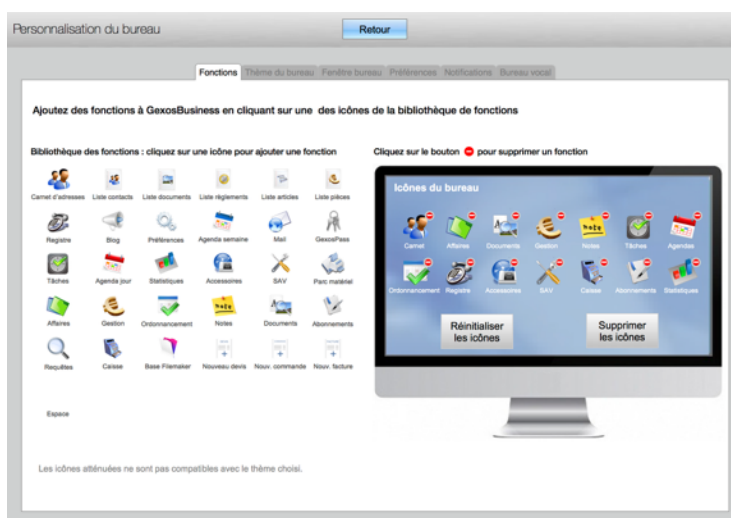 Personnalisation du bureau
Retour
Fonctions Thème du bureau Fenêtre bureau Préférences Notifications Bureau vocal
Ajoutez des fonctions à GexosBusiness en cliquant sur une des icônes de la bibliothèque de fonctions
Bibliothèque des fonctions : cliquez sur une icône pour ajouter une fonction
Carnet d'adresses Liste contacts Liste documents Liste règlements Liste articles Liste pièces
Registre Blog Préférences Agenda semaine Mail GexosPass
Tâches Agenda jour Statistiques Accessoires SAV Parc matériel
Affaires Gestion Ordonnancement Notes Documents Abonnements
Requêtes Caisse Base Filemaker Nouveau devis Nouv. commande Nouv. facture
Espace
Les icônes atténuées ne sont pas compatibles avec le thème choisi.
Cliquez sur le bouton pour supprimer un fonction
Icônes du bureau
Carnet Affaires Documents Gestion Notes Tâches Agendas
Ordonnancement Registre Accessoires SAV Caisse Abonnements Statistiques
Réinitialiser
les icônes
Supprimer
les icônes